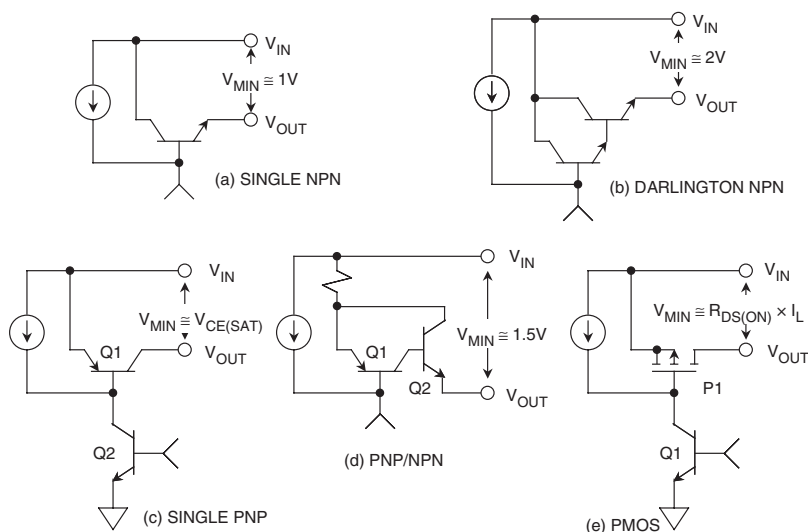 V_IN
V_MIN ≅ 1V
V_OUT
(a) SINGLE NPN
V_IN
V_MIN ≅ 2V
V_OUT
(b) DARLINGTON NPN
V_IN
V_MIN ≅ V_CE(SAT)
V_OUT
Q1
Q2
(c) SINGLE PNP
V_IN
V_MIN ≅ 1.5V
Q1
Q2
V_OUT
(d) PNP/NPN
V_IN
V_MIN ≅ R_DS(ON) × I_L
V_OUT
P1
Q1
(e) PMOS